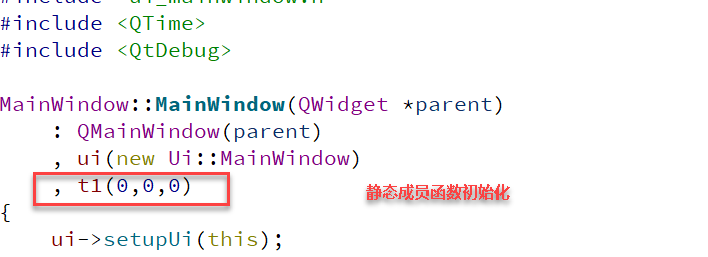 #include "ui_mainwindow.h"
#include <QTime>
#include <QtDebug>
MainWindow::MainWindow(QWidget *parent)
: QMainWindow(parent)
, ui(new Ui::MainWindow)
, t1(0,0,0) 静态成员函数初始化
{
ui->setupUi(this);